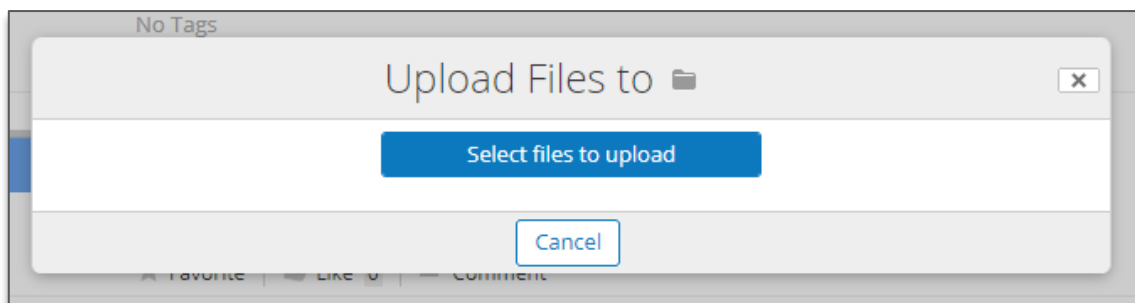 No Tags
Upload Files to
Select files to upload
Cancel
Favorite Like 0 Comment